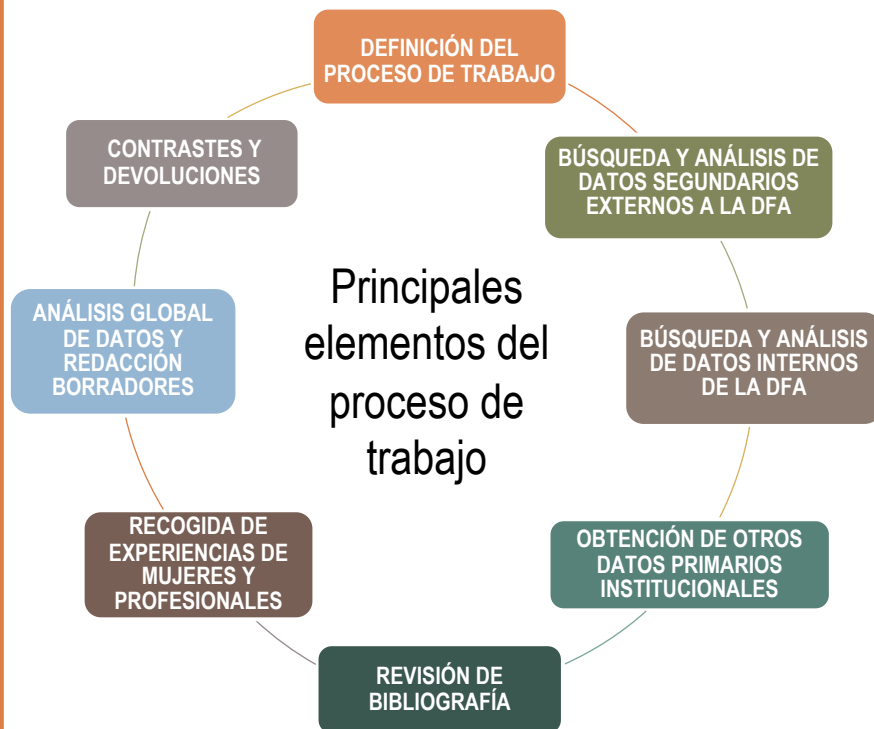 DEFINICIÓN DEL
PROCESO DE TRABAJO
BÚSQUEDA Y ANÁLISIS DE
DATOS SEGUNDARIOS
EXTERNOS A LA DFA
BÚSQUEDA Y ANÁLISIS
DE DATOS INTERNOS
DE LA DFA
OBTENCIÓN DE OTROS
DATOS PRIMARIOS
INSTITUCIONALES
REVISIÓN DE
BIBLIOGRAFÍA
RECOGIDA DE
EXPERIENCIAS DE
MUJERES Y
PROFESIONALES
ANÁLISIS GLOBAL
DE DATOS Y
REDACCIÓN
BORRADORES
CONTRASTES Y
DEVOLUCIONES
Principales
elementos del
proceso de
trabajo